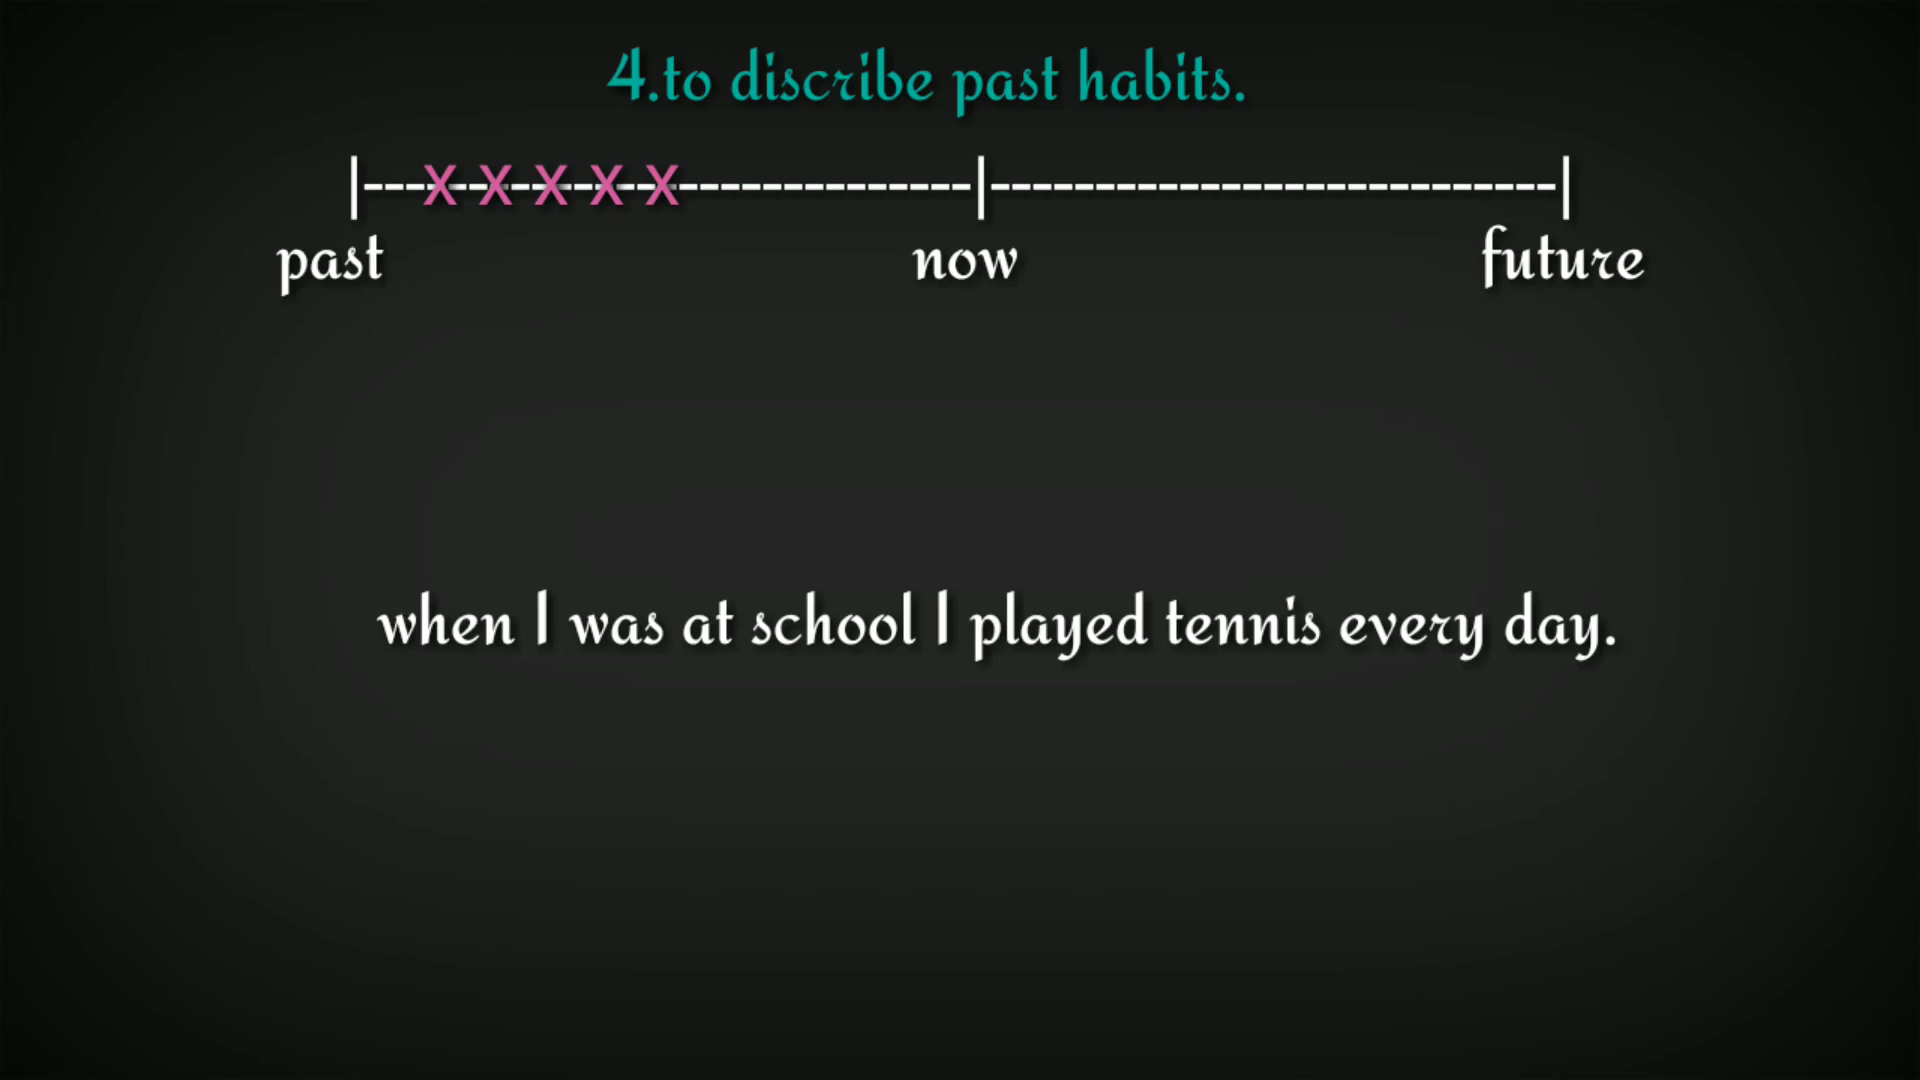 4.to discribe past habits.
|---X-X-X-X-X---------------------|-----------------------------|
past now future
when I was at school I played tennis every day.